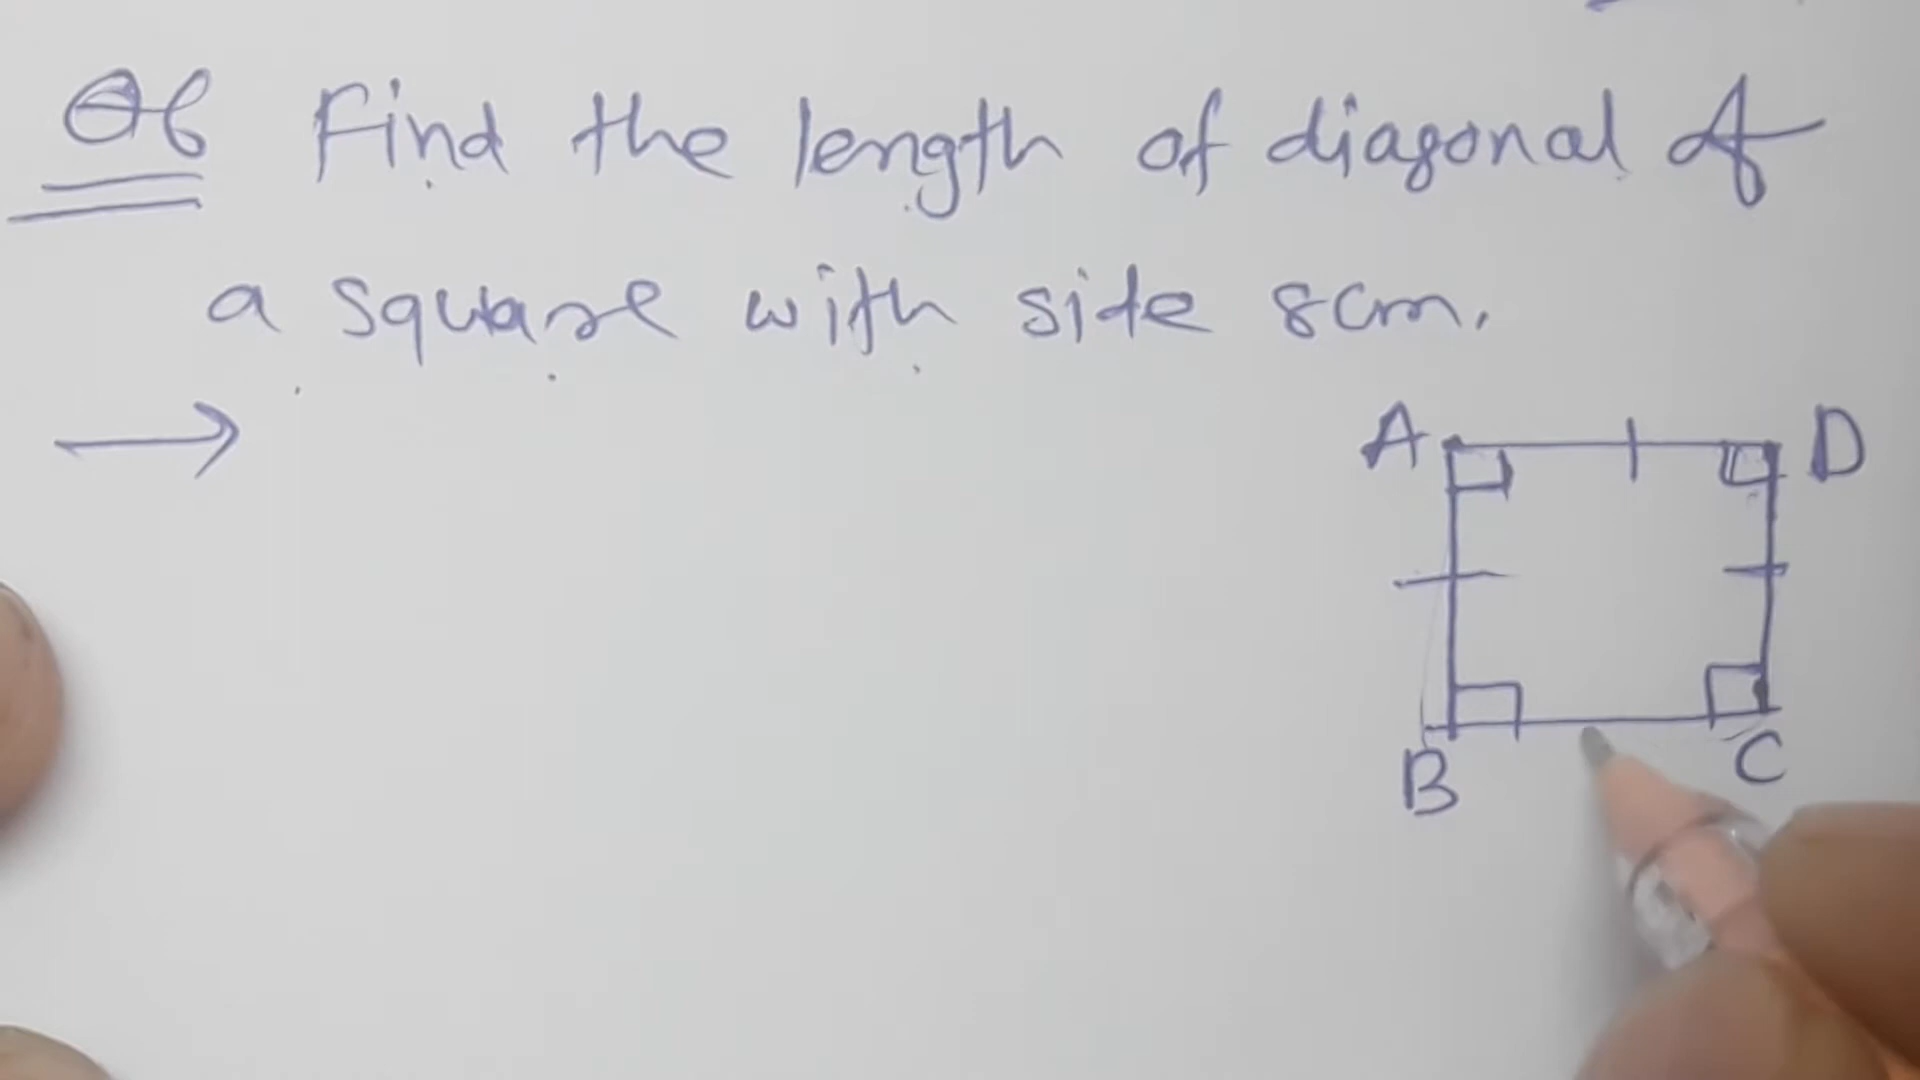 Q6 Find the length of diagonal of
a square with side 8cm.
→
A D
B C